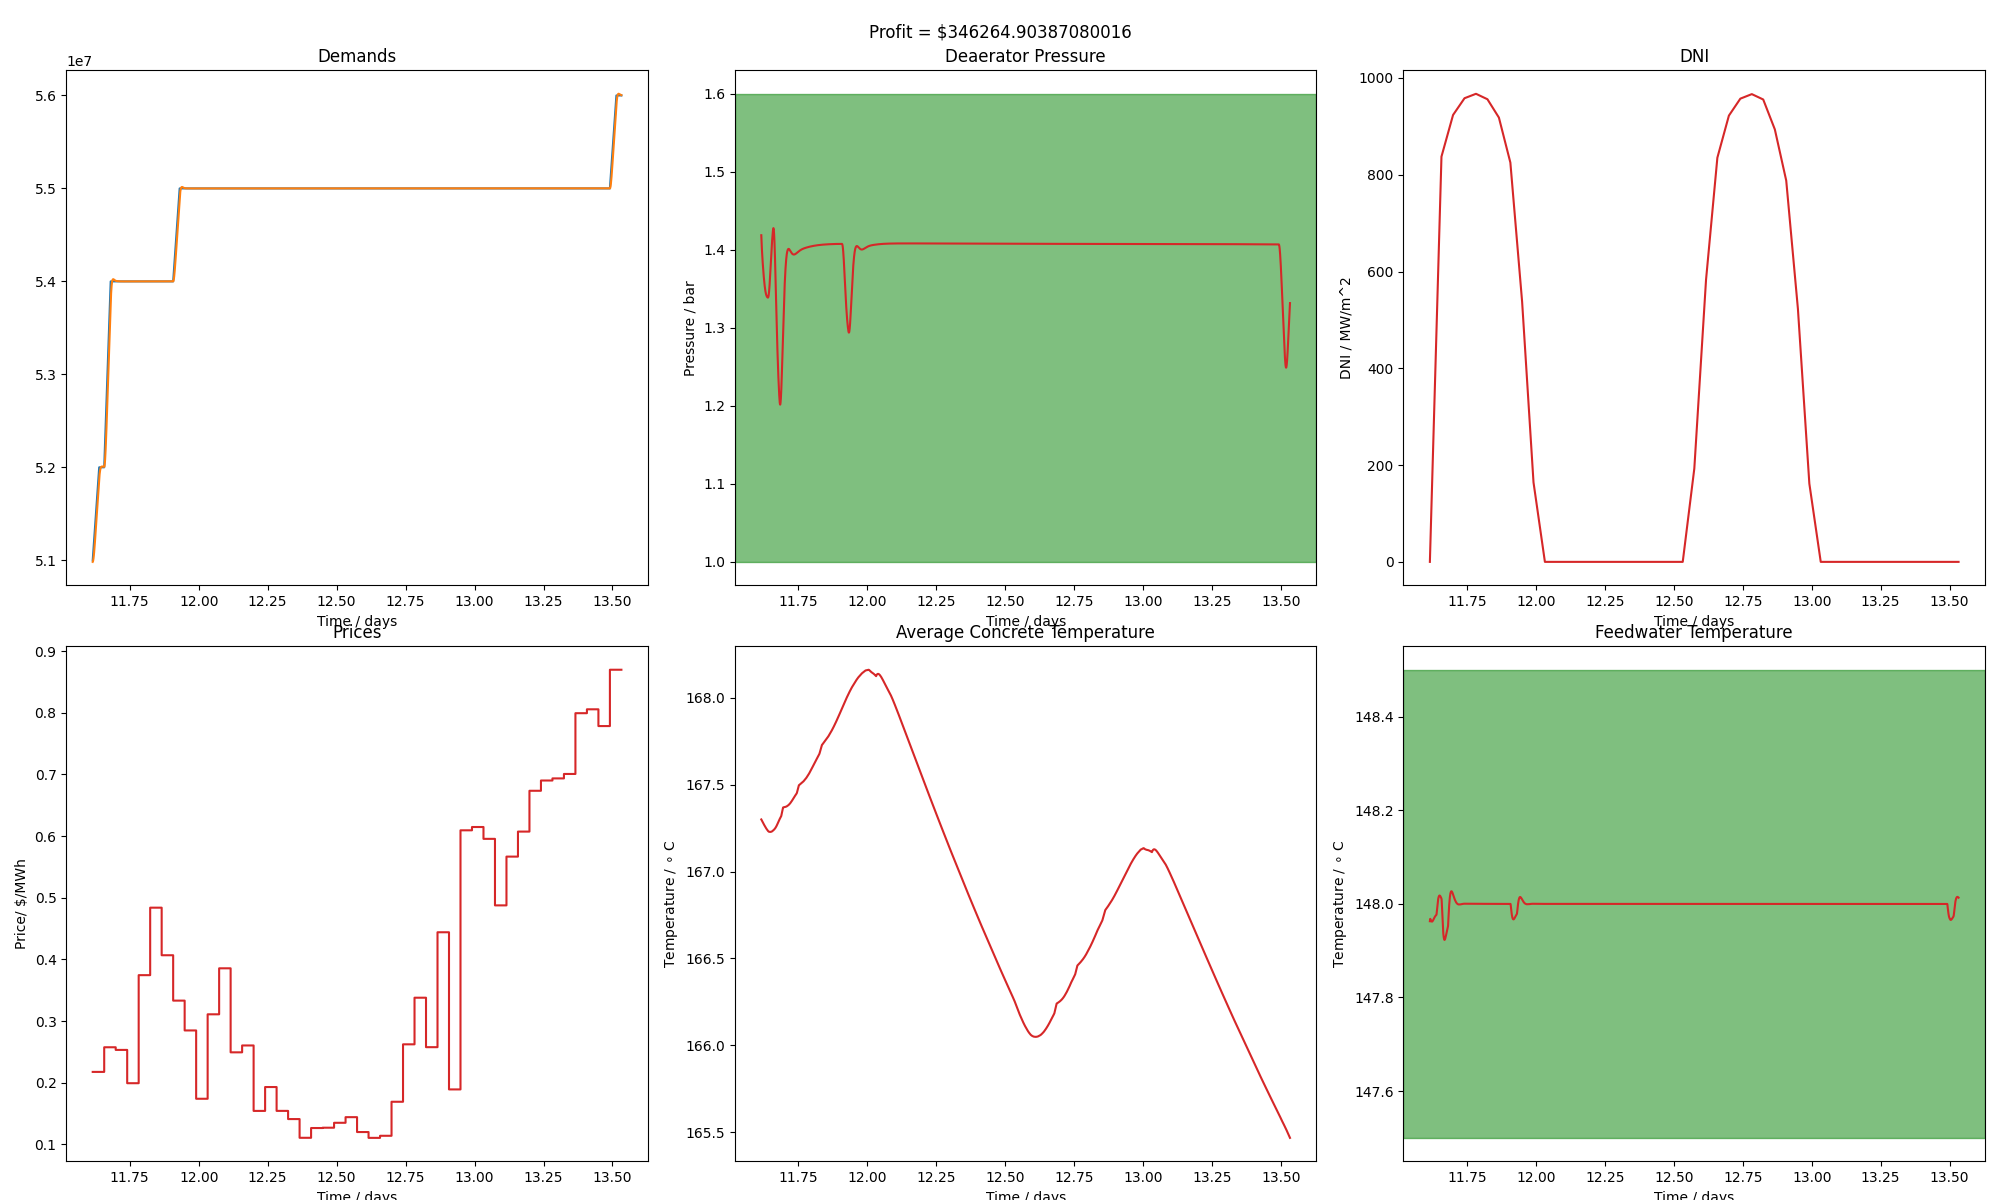 Profit = $346264.90387080016
Demands
1e7
5.6
5.5
5.4
5.3
5.2
5.1
11.75 12.00 12.25 12.50 12.75 13.00 13.25 13.50
Time / days
Deaerator Pressure
Pressure / bar
1.6
1.5
1.4
1.3
1.2
1.1
1.0
11.75 12.00 12.25 12.50 12.75 13.00 13.25 13.50
Time / days
DNI
DNI / MW/m^2
1000
800
600
400
200
0
11.75 12.00 12.25 12.50 12.75 13.00 13.25 13.50
Time / days
Prices
Price/ $/MWh
0.9
0.8
0.7
0.6
0.5
0.4
0.3
0.2
0.1
11.75 12.00 12.25 12.50 12.75 13.00 13.25 13.50
Time / days
Average Concrete Temperature
Temperature / ∘ C
168.0
167.5
167.0
166.5
166.0
165.5
11.75 12.00 12.25 12.50 12.75 13.00 13.25 13.50
Time / days
Feedwater Temperature
Temperature / ∘ C
148.4
148.2
148.0
147.8
147.6
11.75 12.00 12.25 12.50 12.75 13.00 13.25 13.50
Time / days